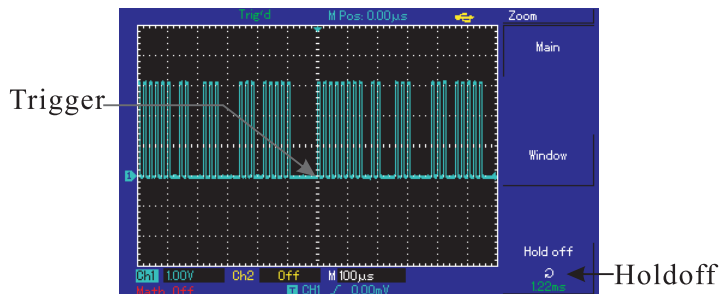 Trig'd M Pos: 0.00μs Zoom
Main
Trigger
Window
1
Hold off
1.22ms
Holdoff
Ch1 1.00V Ch2 Off M 100μs
Math Off T CH1 0.00mV